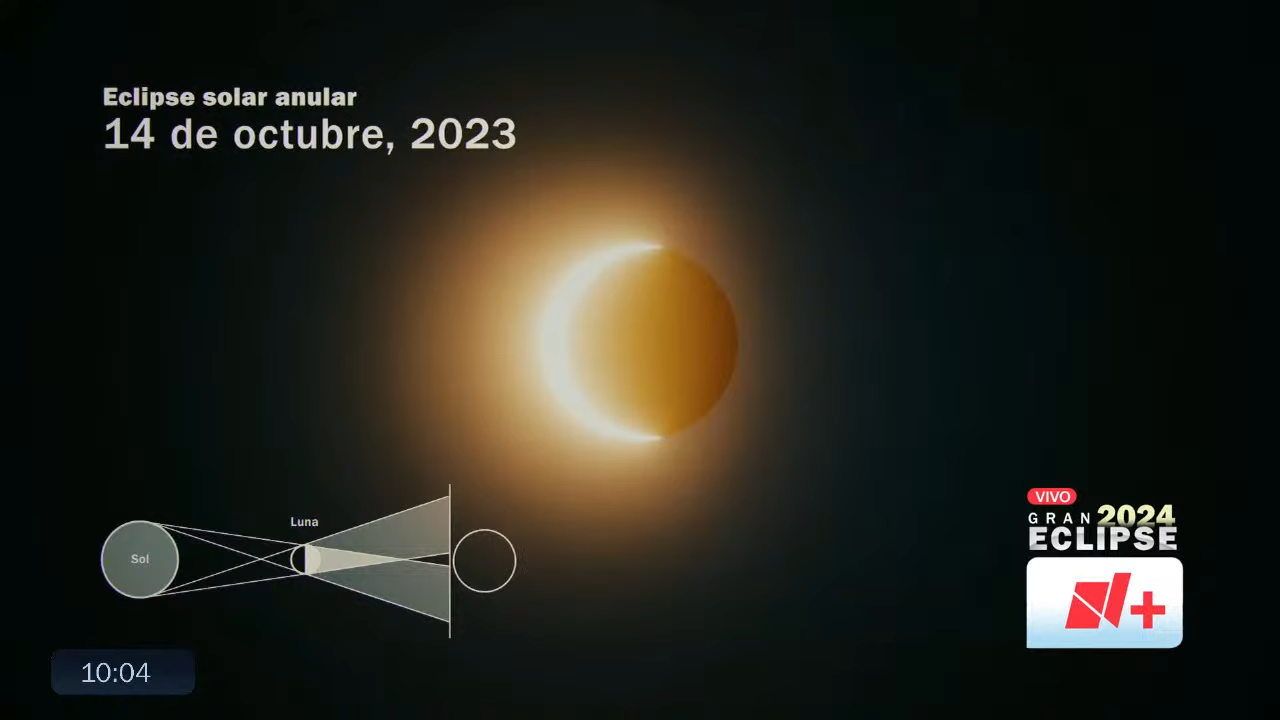 Eclipse solar anular
14 de octubre, 2023
Luna
Sol
VIVO
GRAN 2024
ECLIPSE
N+
10:04